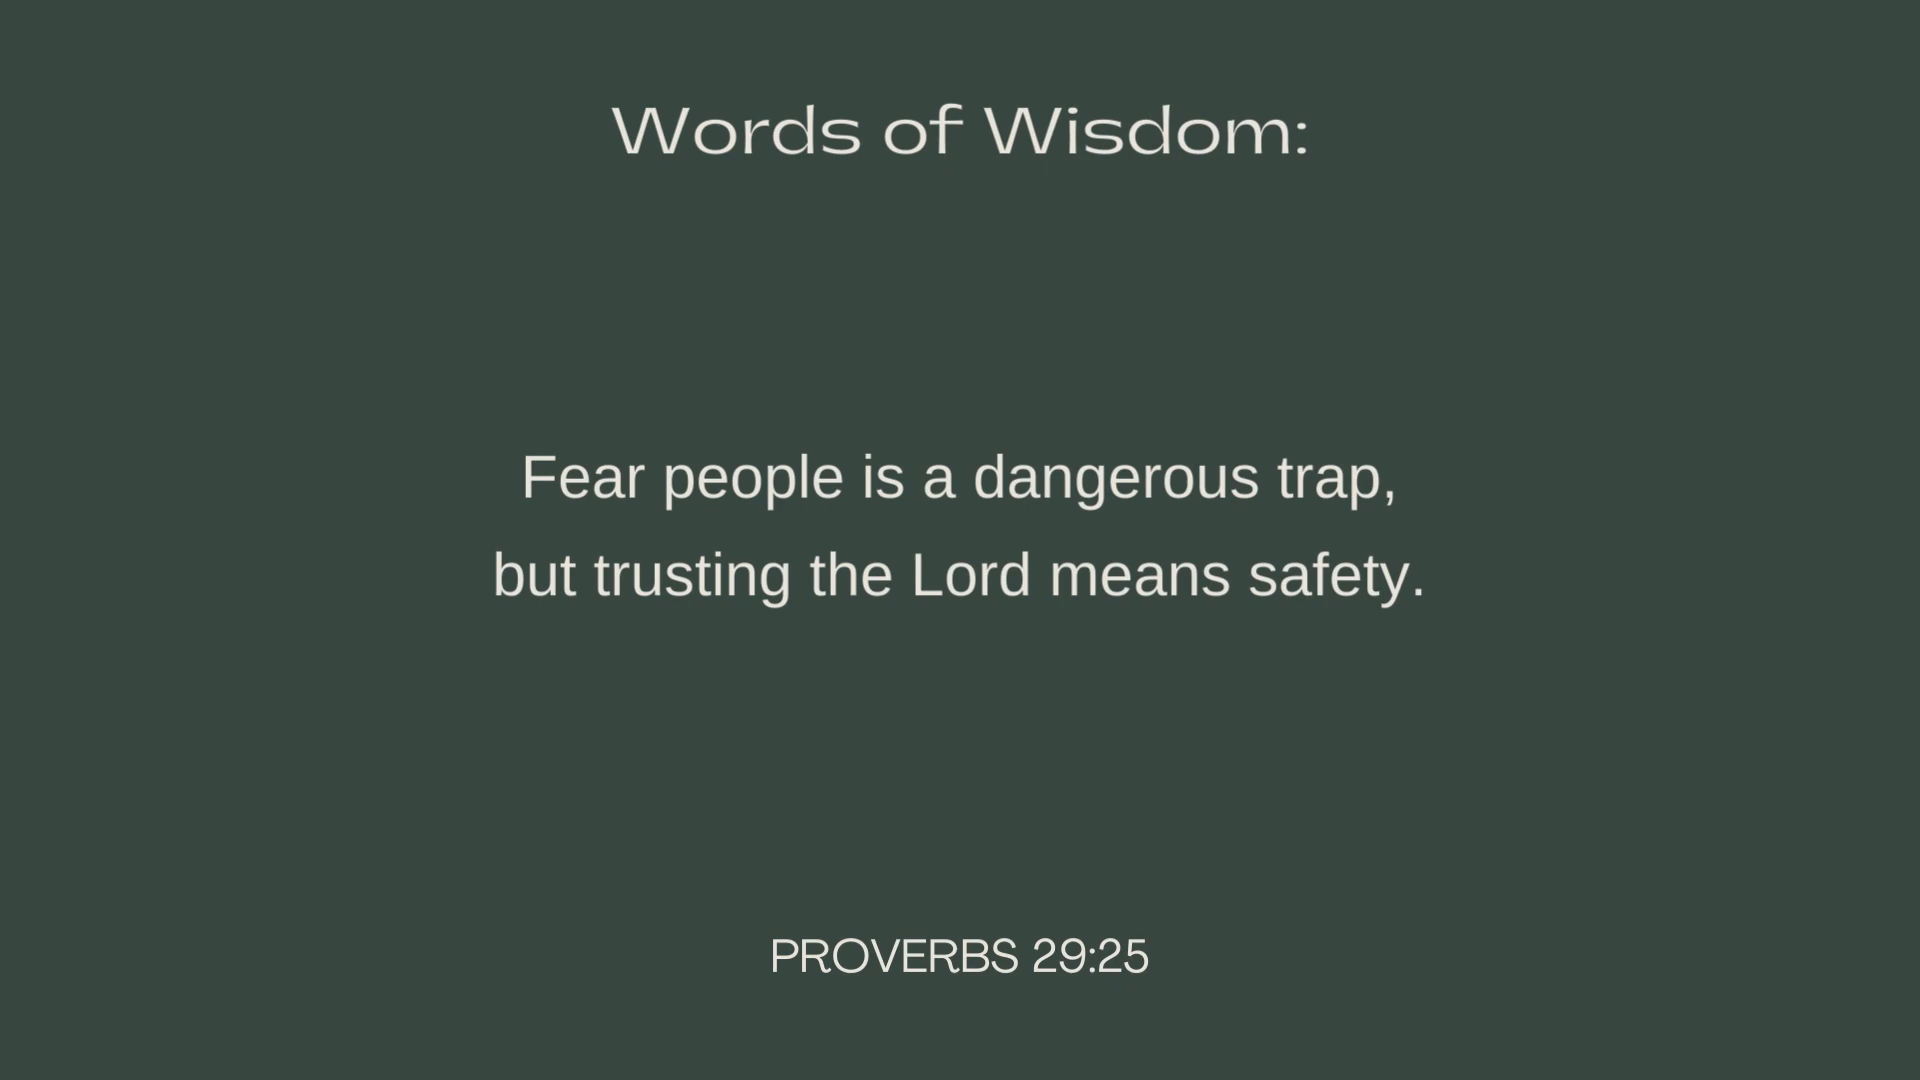 Words of Wisdom:
Fear people is a dangerous trap,
but trusting the Lord means safety.
PROVERBS 29:25